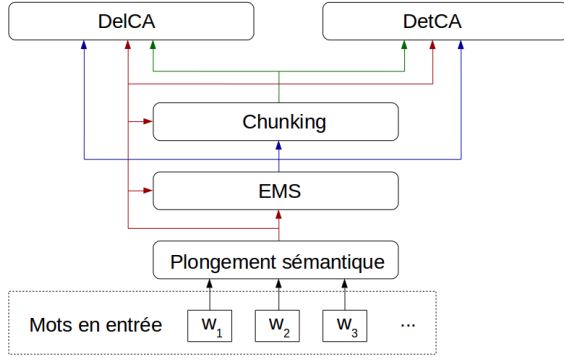 DelCA DetCA
Chunking
EMS
Plongement sémantique
Mots en entrée w1 w2 w3 ...